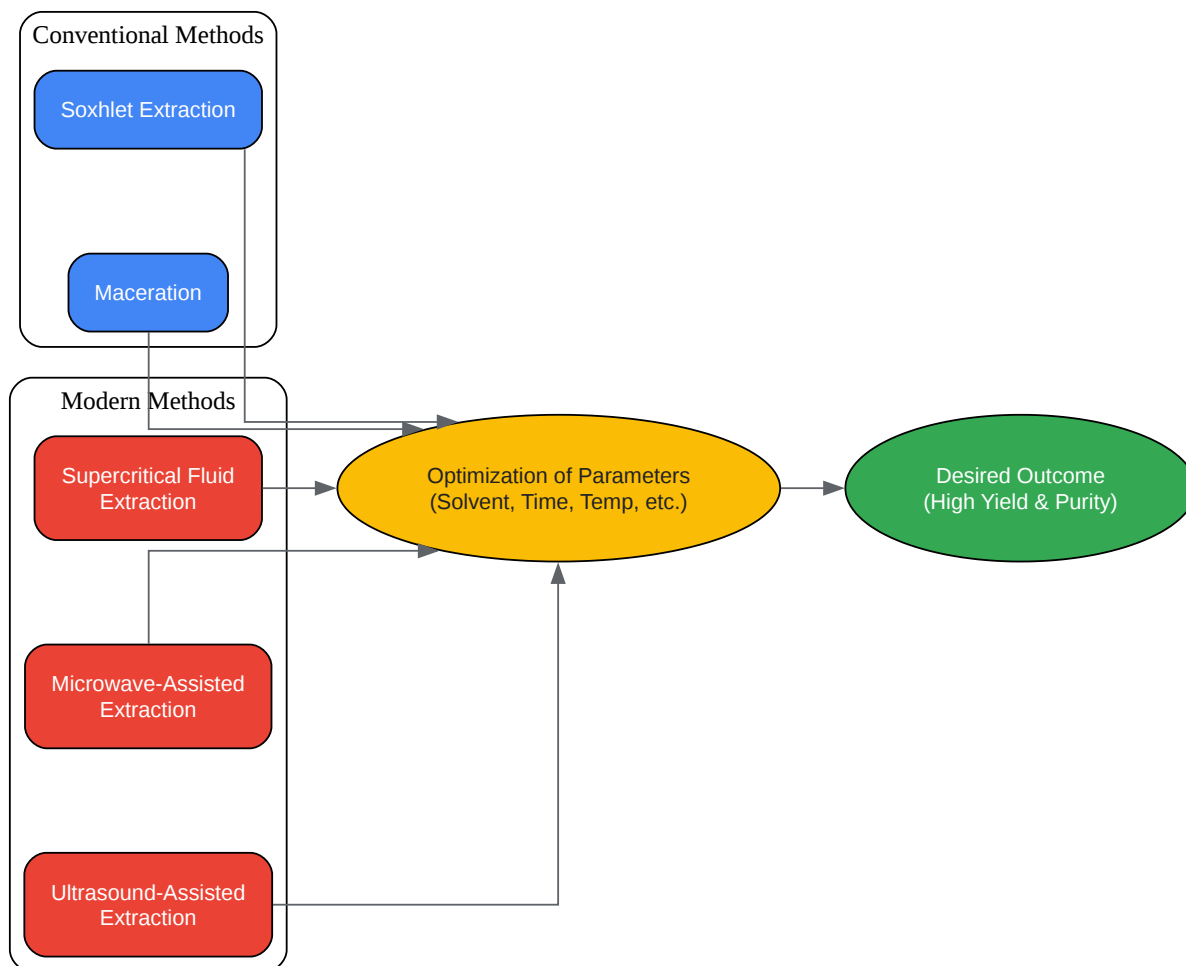 Conventional Methods
Soxhlet Extraction
Maceration
Modern Methods
Supercritical Fluid
Extraction
Microwave-Assisted
Extraction
Ultrasound-Assisted
Extraction
Optimization of Parameters
(Solvent, Time, Temp, etc.)
Desired Outcome
(High Yield & Purity)